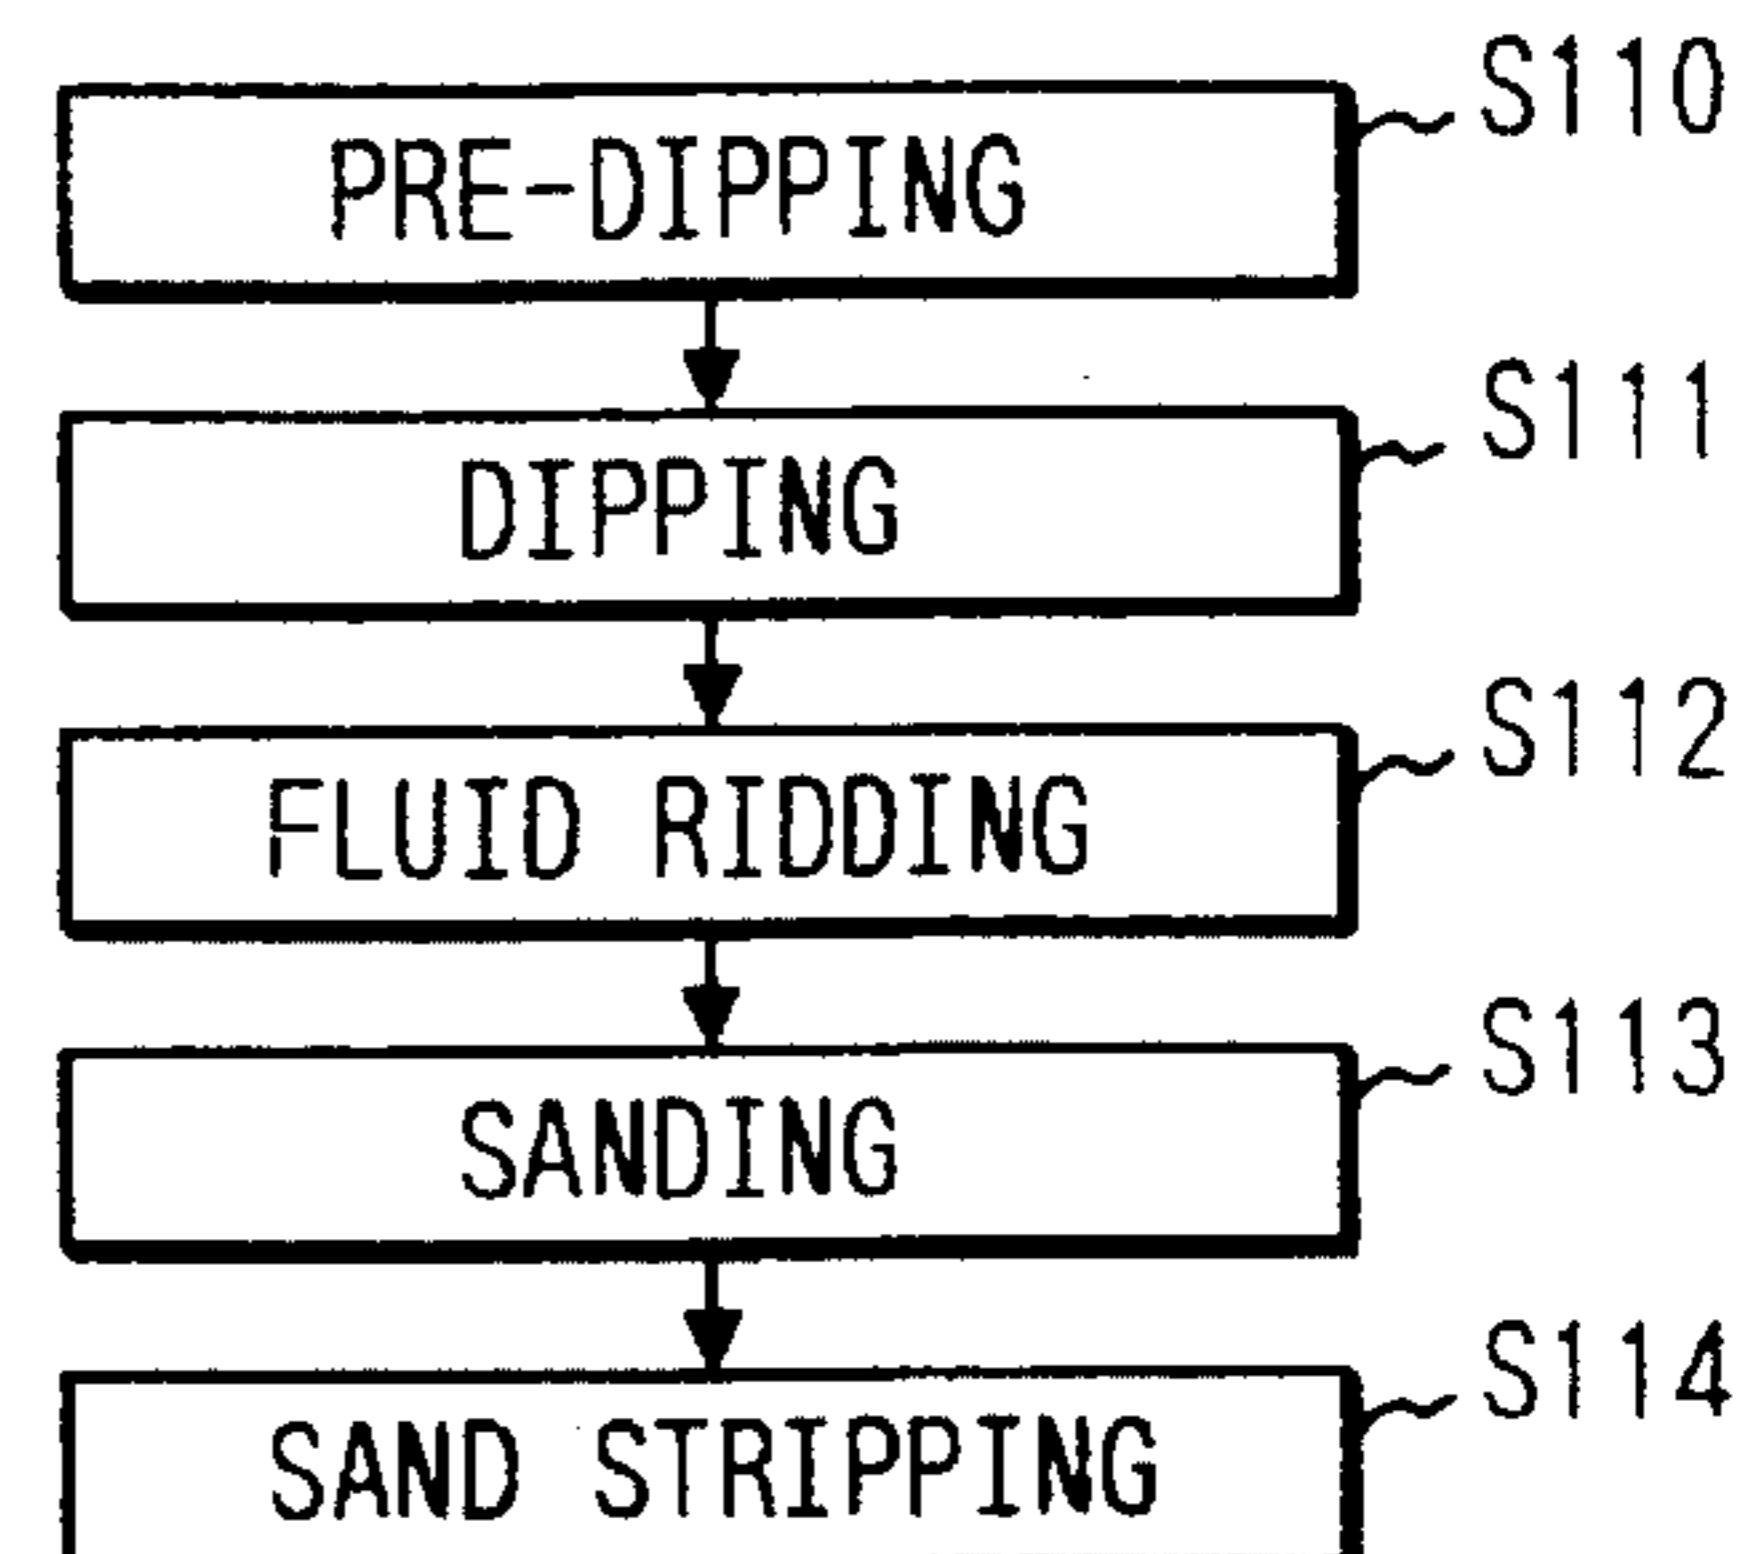 S110
PRE-DIPPING
S111
DIPPING
S112
FLUID RIDDING
S113
SANDING
S114
SAND STRIPPING